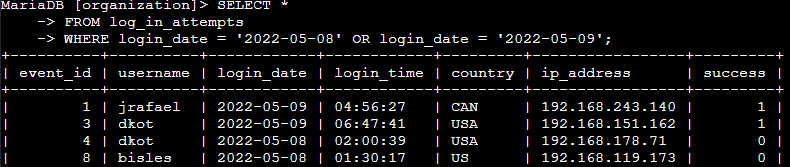 MariaDB [organization]> SELECT *
    -> FROM log_in_attempts
    -> WHERE login_date = '2022-05-08' OR login_date = '2022-05-09';
+----------+----------+------------+------------+---------+-----------------+---------+
| event_id | username | login_date | login_time | country | ip_address      | success |
+----------+----------+------------+------------+---------+-----------------+---------+
|        1 | jrafael  | 2022-05-09 | 04:56:27   | CAN     | 192.168.243.140 |       1 |
|        3 | dkot     | 2022-05-09 | 06:47:41   | USA     | 192.168.151.162 |       1 |
|        4 | dkot     | 2022-05-08 | 02:00:39   | USA     | 192.168.178.71  |       0 |
|        8 | bisles   | 2022-05-08 | 01:30:17   | US      | 192.168.119.173 |       0 |